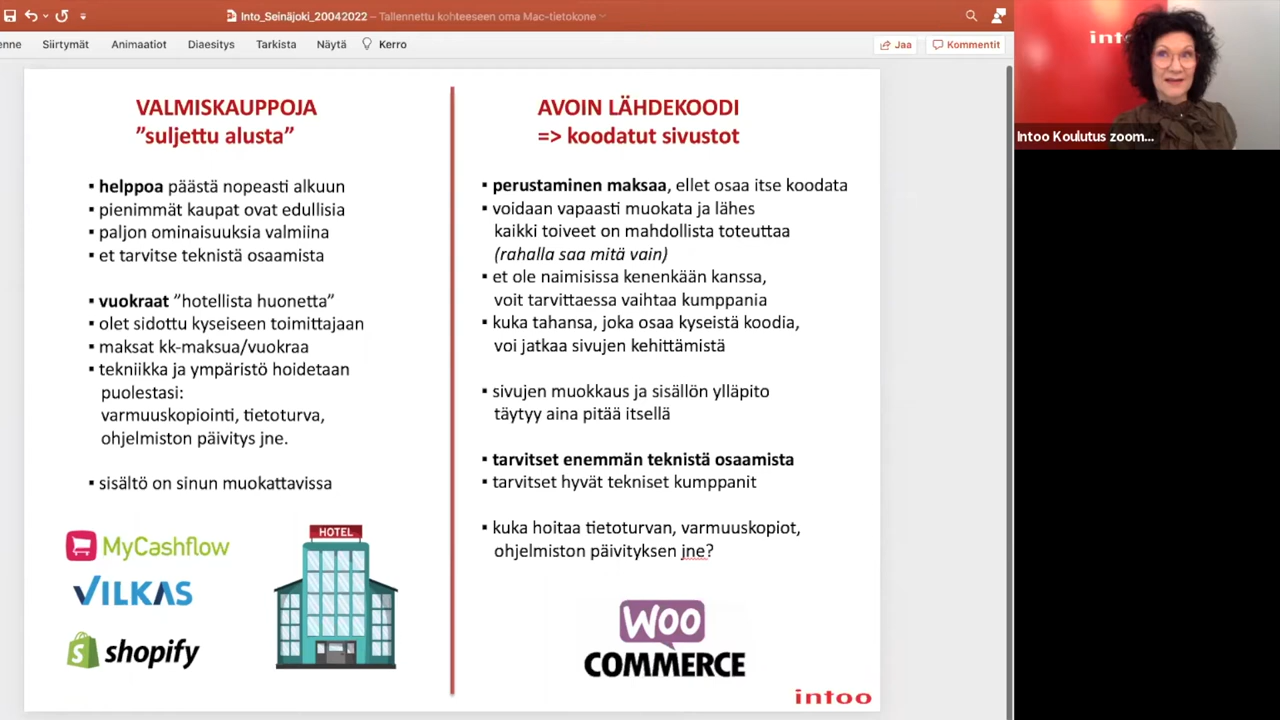 Into_Seinäjoki_20042022 – Tallennettu kohteeseen oma Mac-tietokone
enne Siirtymät Animaatiot Diaesitys Tarkista Näytä Kerro Jaa Kommentit
into
Intoo Koulutus zoom...
VALMISKAUPPOJA
”suljettu alusta”
▪ helppoa päästä nopeasti alkuun
▪ pienimmät kaupat ovat edullisia
▪ paljon ominaisuuksia valmiina
▪ et tarvitse teknistä osaamista
▪ vuokraat ”hotellista huonetta”
▪ olet sidottu kyseiseen toimittajaan
▪ maksat kk-maksua/vuokraa
▪ tekniikka ja ympäristö hoidetaan
puolestasi:
varmuuskopiointi, tietoturva,
ohjelmiston päivitys jne.
▪ sisältö on sinun muokattavissa
MyCashflow
VILKAS
shopify
HOTEL
AVOIN LÄHDEKOODI
=> koodatut sivustot
▪ perustaminen maksaa, ellet osaa itse koodata
▪ voidaan vapaasti muokata ja lähes
kaikki toiveet on mahdollista toteuttaa
(rahalla saa mitä vain)
▪ et ole naimisissa kenenkään kanssa,
voit tarvittaessa vaihtaa kumppania
▪ kuka tahansa, joka osaa kyseistä koodia,
voi jatkaa sivujen kehittämistä
▪ sivujen muokkaus ja sisällön ylläpito
täytyy aina pitää itsellä
▪ tarvitset enemmän teknistä osaamista
▪ tarvitset hyvät tekniset kumppanit
▪ kuka hoitaa tietoturvan, varmuuskopiot,
ohjelmiston päivityksen jne?
WOO
COMMERCE
intoo